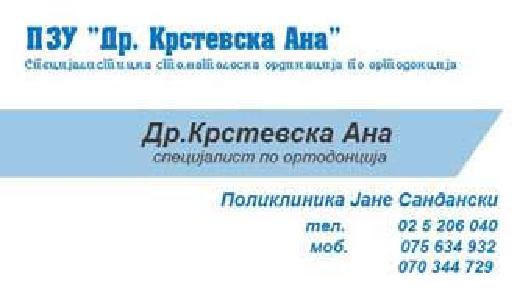 ПЗУ "Др. Крстевска Ана"
Специјалистичка стоматолоска ординација по ортодонција
Др.Крстевска Ана
специјалист по ортодонција
Поликлиника Јане Сандански
тел. 02 5 206 040
моб. 075 634 932
070 344 729